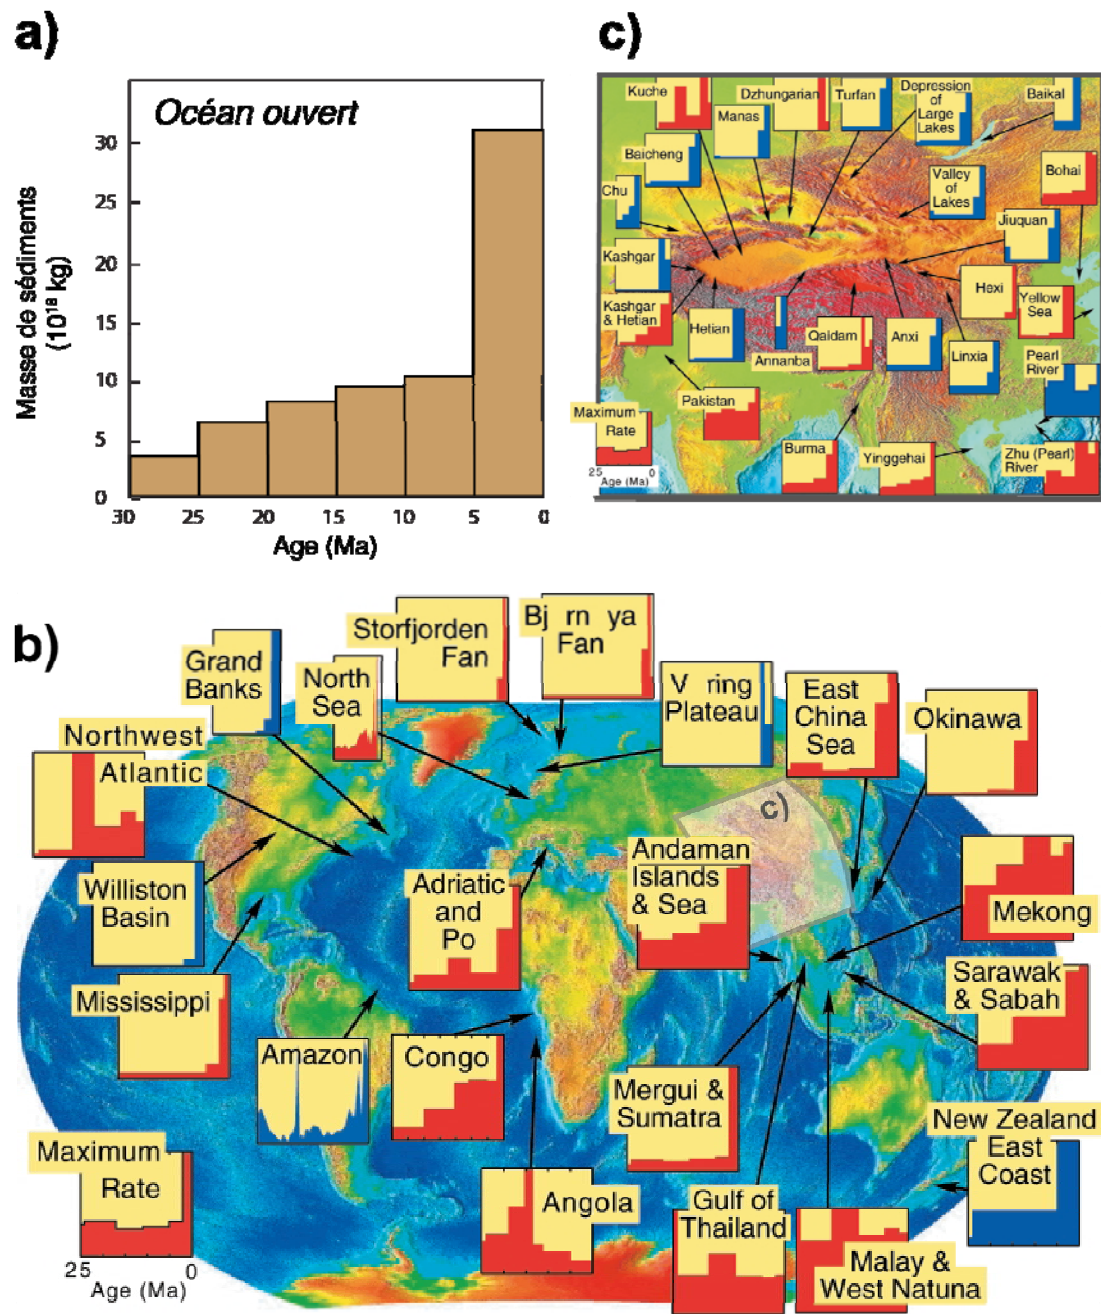 a)
Océan ouvert
Masse de sédiments
(10¹⁸ kg)
30
25
20
15
10
5
0
30 25 20 15 10 5 0
Age (Ma)
c)
Kuche
Dzhungarian
Turfan
Depression
of
Large
Lakes
Baikal
Manas
Baicheng
Bohai
Chu
Valley
of
Lakes
Jiuquan
Kashgar
Kashgar
& Hetian
Hexi
Yellow
Sea
Hetian
Annanba
Qaidam
Anxi
Linxia
Pearl
River
Pakistan
Maximum
Rate
25 0
Age (Ma)
Burma
Yinggehai
Zhu (Pearl)
River
b)
Storfjorden
Fan
Bj rn ya
Fan
Grand
Banks
North
Sea
V ring
Plateau
East
China
Sea
Okinawa
Northwest
Atlantic
c)
Williston
Basin
Adriatic
and
Po
Andaman
Islands
& Sea
Mekong
Mississippi
Sarawak
& Sabah
Amazon
Congo
Mergui &
Sumatra
New Zealand
East
Coast
Maximum
Rate
25 0
Age (Ma)
Angola
Gulf of
Thailand
Malay &
West Natuna